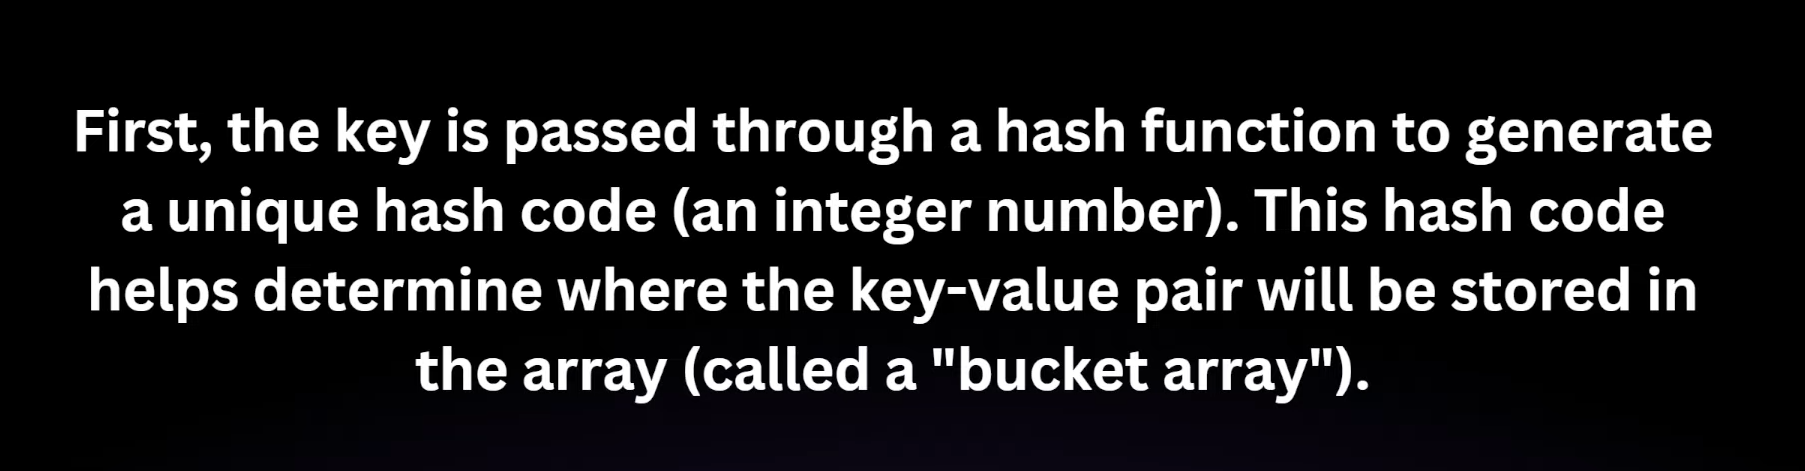 First, the key is passed through a hash function to generate
a unique hash code (an integer number). This hash code
helps determine where the key-value pair will be stored in
the array (called a "bucket array").